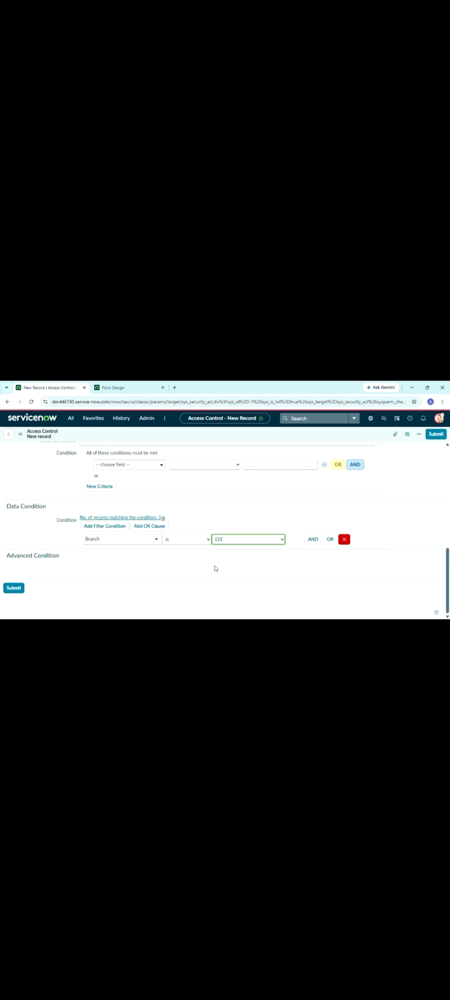 New Record | Access Control |
Form Design
Ask Gemini
dev446745.service-now.com/now/nav/ui/classic/params/target/sys_security_acl.do%3Fsys_id%3D-1%26sys_is_list%3Dtrue%26sys_target%3Dsys_security_acl%26sysparm_che...
servicenow
All
Favorites
History
Admin
Access Control - New Record
Search
Access Control
New record
Submit
Condition
All of these conditions must be met
-- choose field --
OR
AND
or
New Criteria
Data Condition
Condition
No. of records matching the condition: 3
Add Filter Condition
Add OR Clause
Branch
is
EEE
AND
OR
Advanced Condition
Submit